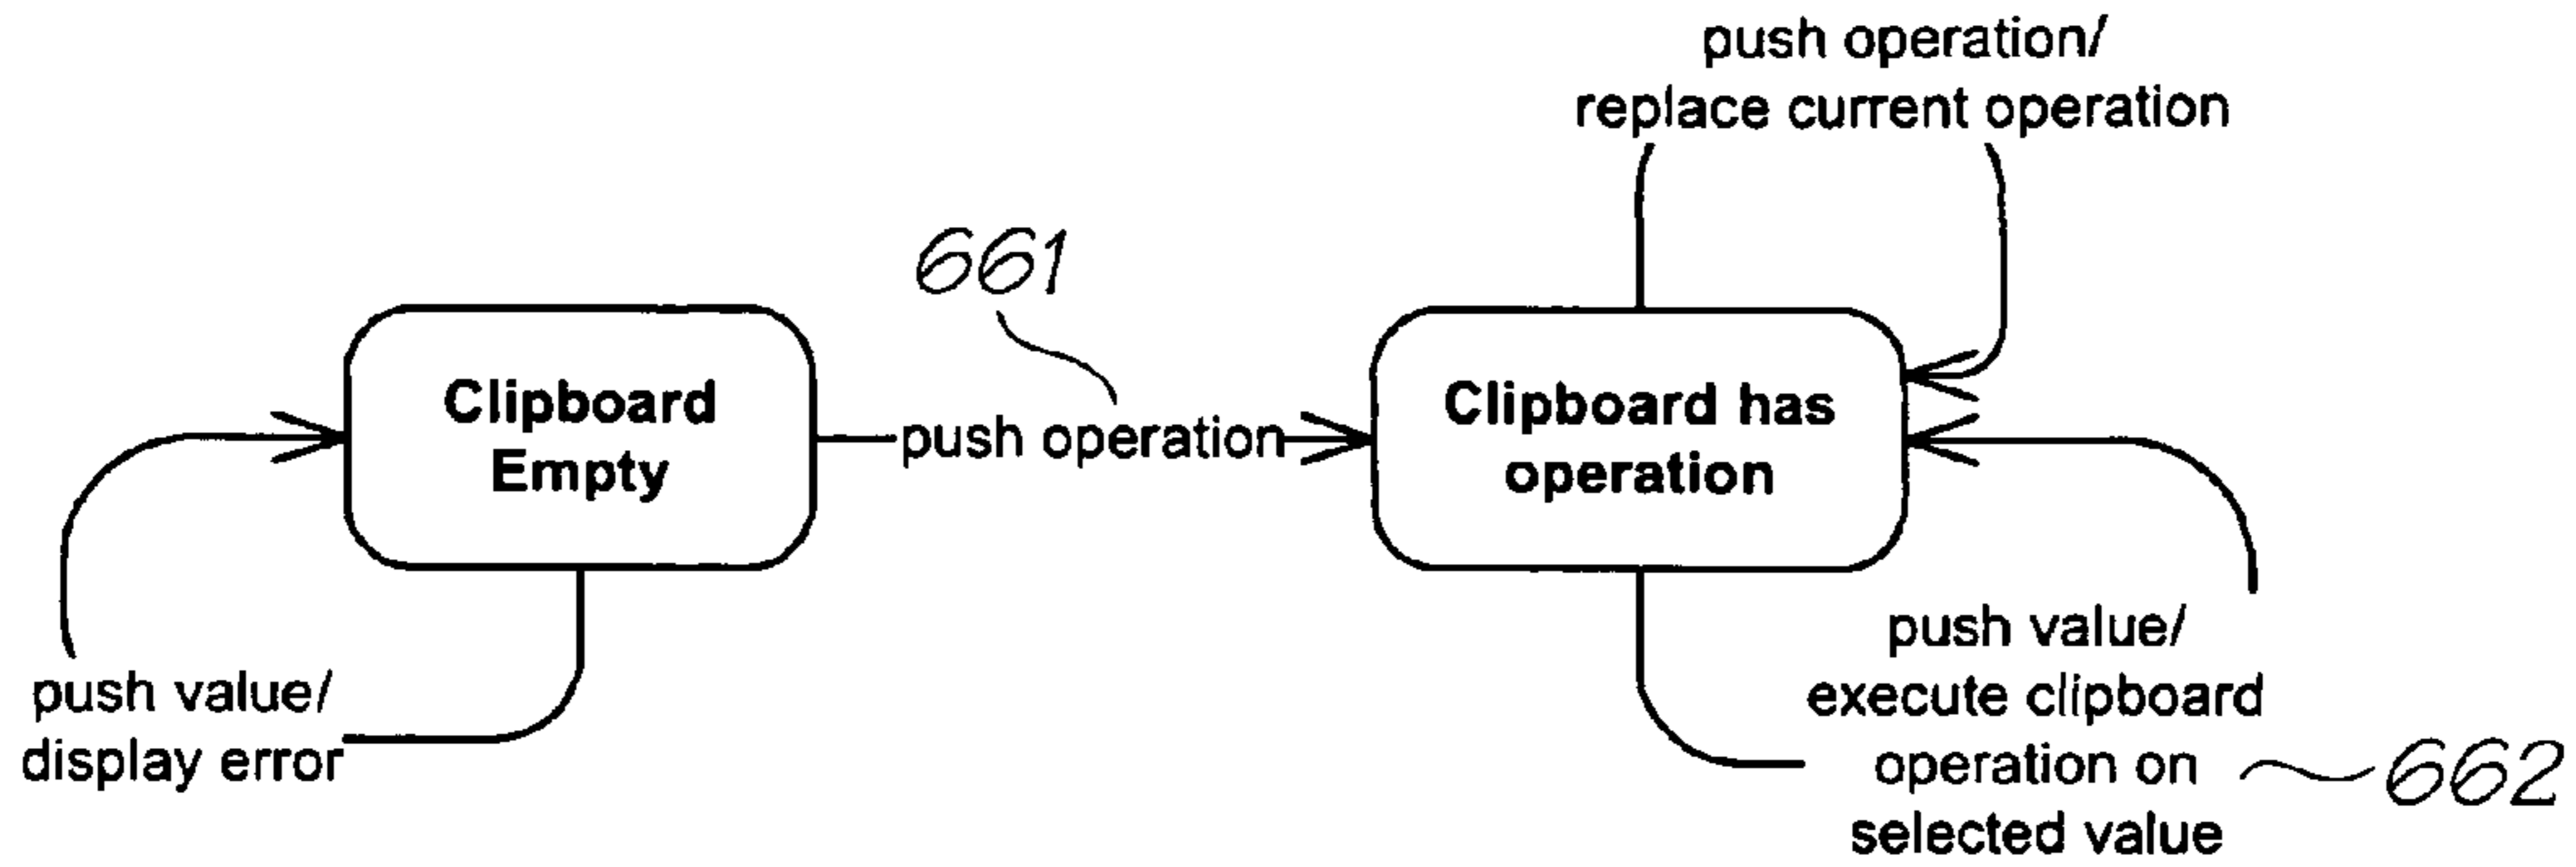 push operation/
replace current operation
661
Clipboard
Empty
push operation
Clipboard has
operation
push value/
display error
push value/
execute clipboard
operation on
selected value
662